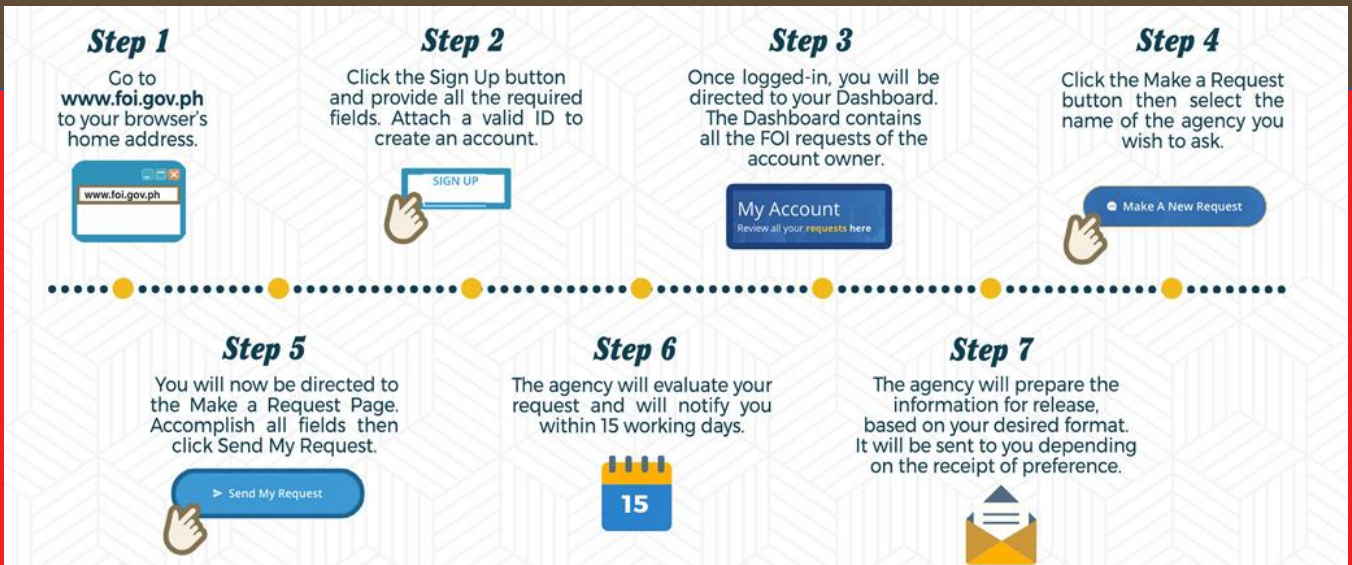 Step 1
Go to
www.foi.gov.ph
to your browser's
home address.
www.foi.gov.ph
Step 2
Click the Sign Up button
and provide all the required
fields. Attach a valid ID to
create an account.
SIGN UP
Step 3
Once logged-in, you will be
directed to your Dashboard.
The Dashboard contains
all the FOI requests of the
account owner.
My Account
Review all your requests here
Step 4
Click the Make a Request
button then select the
name of the agency you
wish to ask.
Make A New Request
Step 5
You will now be directed to
the Make a Request Page.
Accomplish all fields then
click Send My Request.
Send My Request
Step 6
The agency will evaluate your
request and will notify you
within 15 working days.
15
Step 7
The agency will prepare the
information for release,
based on your desired format.
It will be sent to you depending
on the receipt of preference.